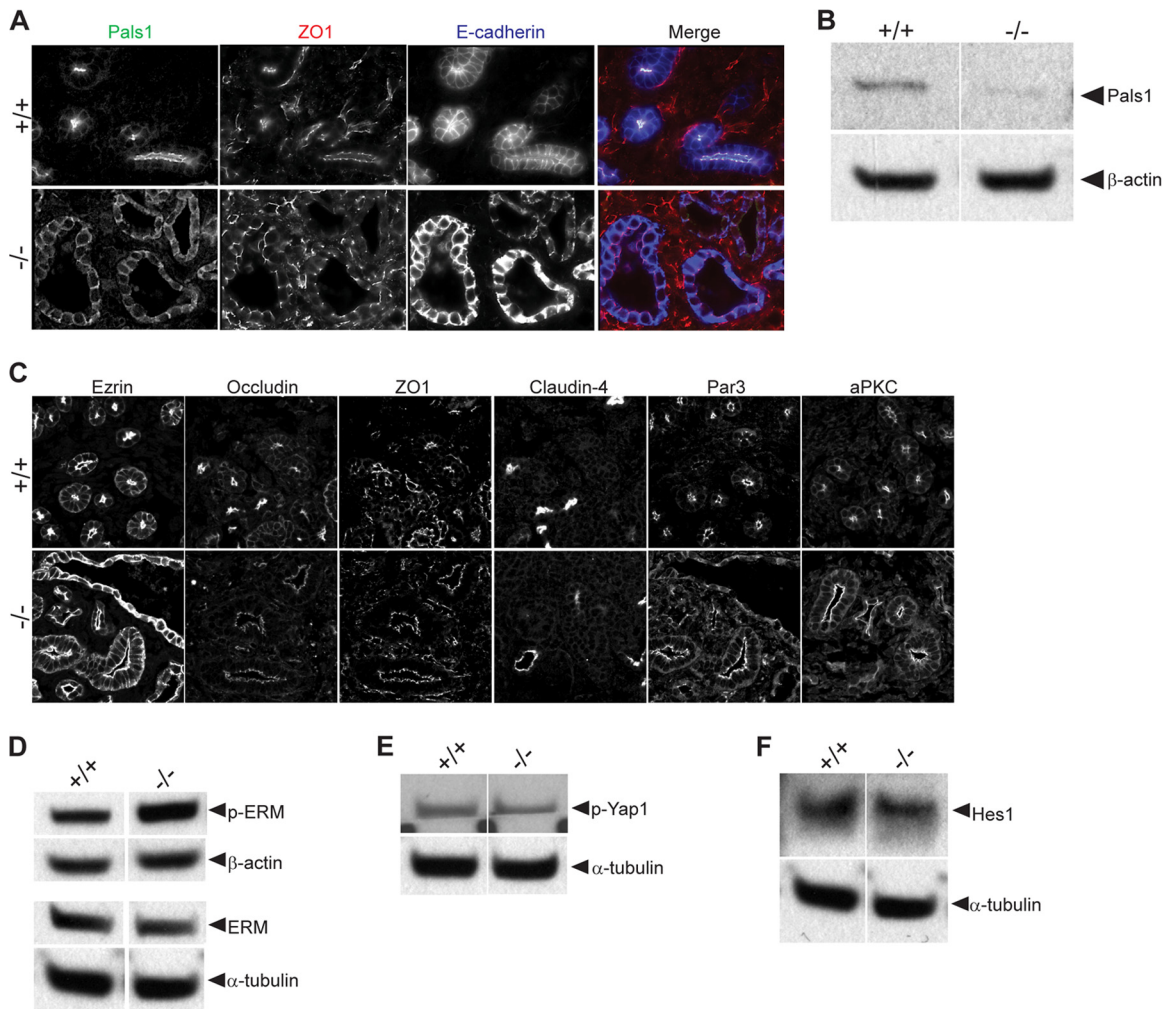 A
Pals1 ZO1 E-cadherin Merge
+/+
-/-
B
+/+ -/-
Pals1
β-actin
C
Ezrin Occludin ZO1 Claudin-4 Par3 aPKC
+/+
-/-
D
+/+ -/-
p-ERM
β-actin
ERM
α-tubulin
E
+/+ -/-
p-Yap1
α-tubulin
F
+/+ -/-
Hes1
α-tubulin